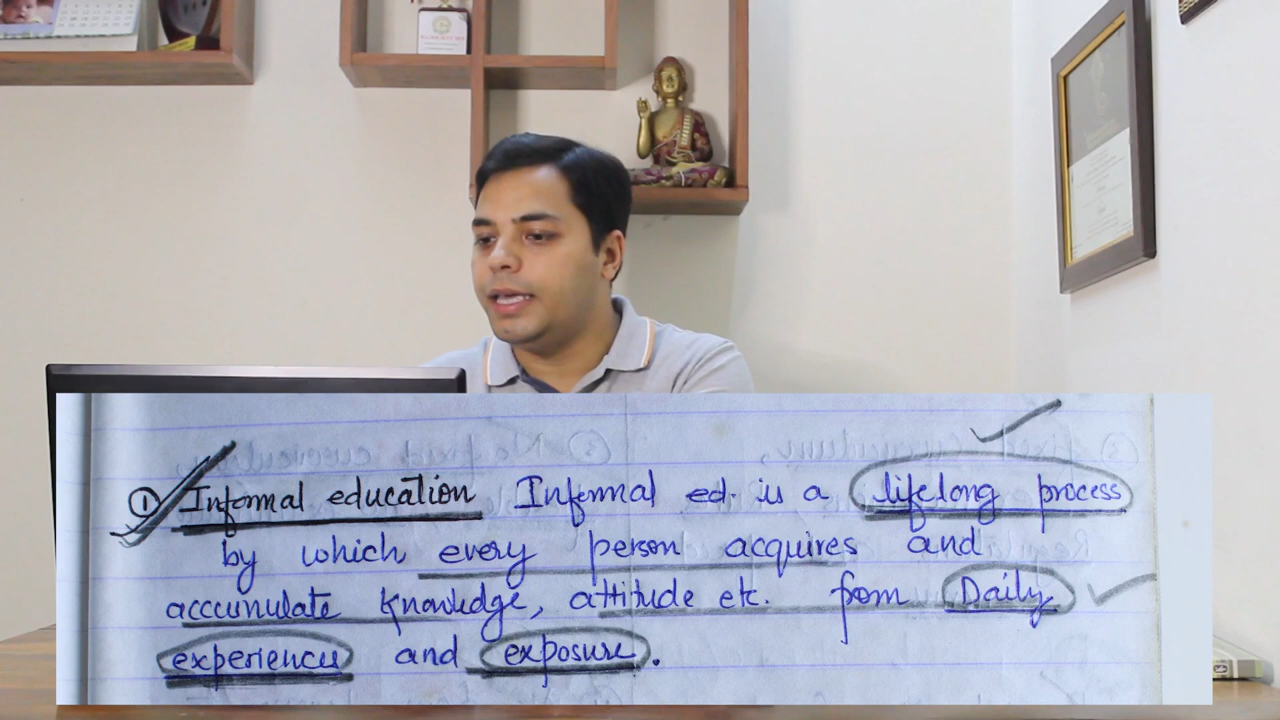 ① Informal education Informal ed. is a lifelong process
by which every person acquires and
accumulate knowledge, attitude etc. from Daily
experiences and exposure.